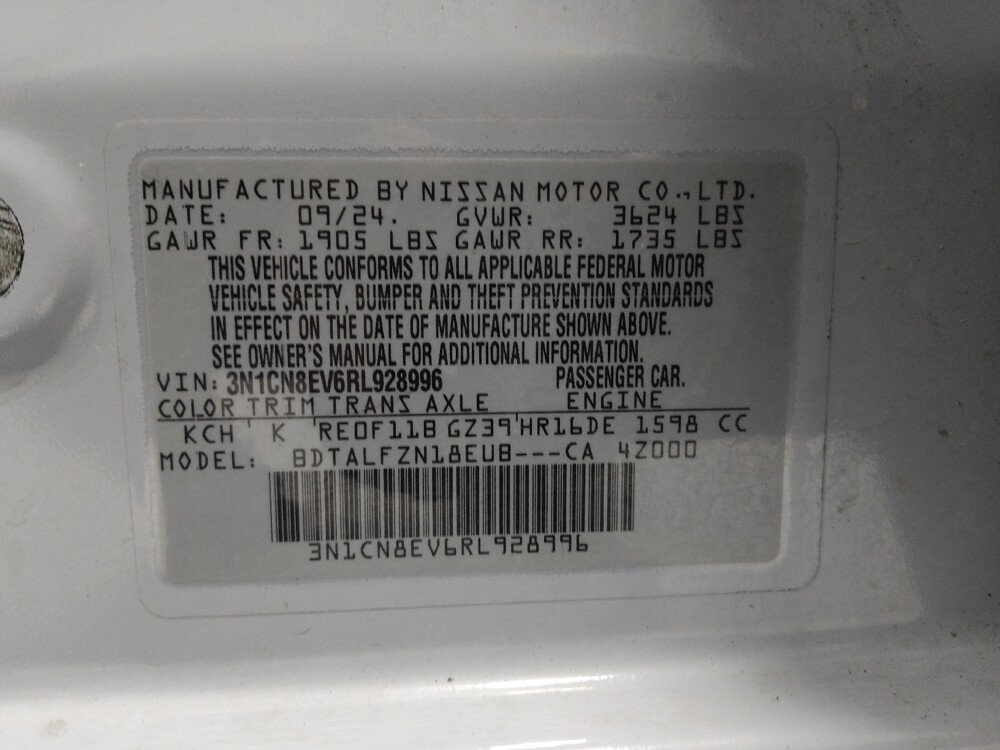 MANUFACTURED BY NISSAN MOTOR CO., LTD.
DATE: 09/24. GVWR: 3624 LBS
GAWR FR: 1905 LBS GAWR RR: 1735 LBS
THIS VEHICLE CONFORMS TO ALL APPLICABLE FEDERAL MOTOR
VEHICLE SAFETY, BUMPER AND THEFT PREVENTION STANDARDS
IN EFFECT ON THE DATE OF MANUFACTURE SHOWN ABOVE.
SEE OWNER'S MANUAL FOR ADDITIONAL INFORMATION.
VIN: 3N1CN8EV6RL928996 PASSENGER CAR.
COLOR TRIM TRANS AXLE ENGINE
KCH K RE0F11B GZ39 HR16DE 1598 CC
MODEL: BDTALFZN18EUB---CA 4Z000
3N1CN8EV6RL928996